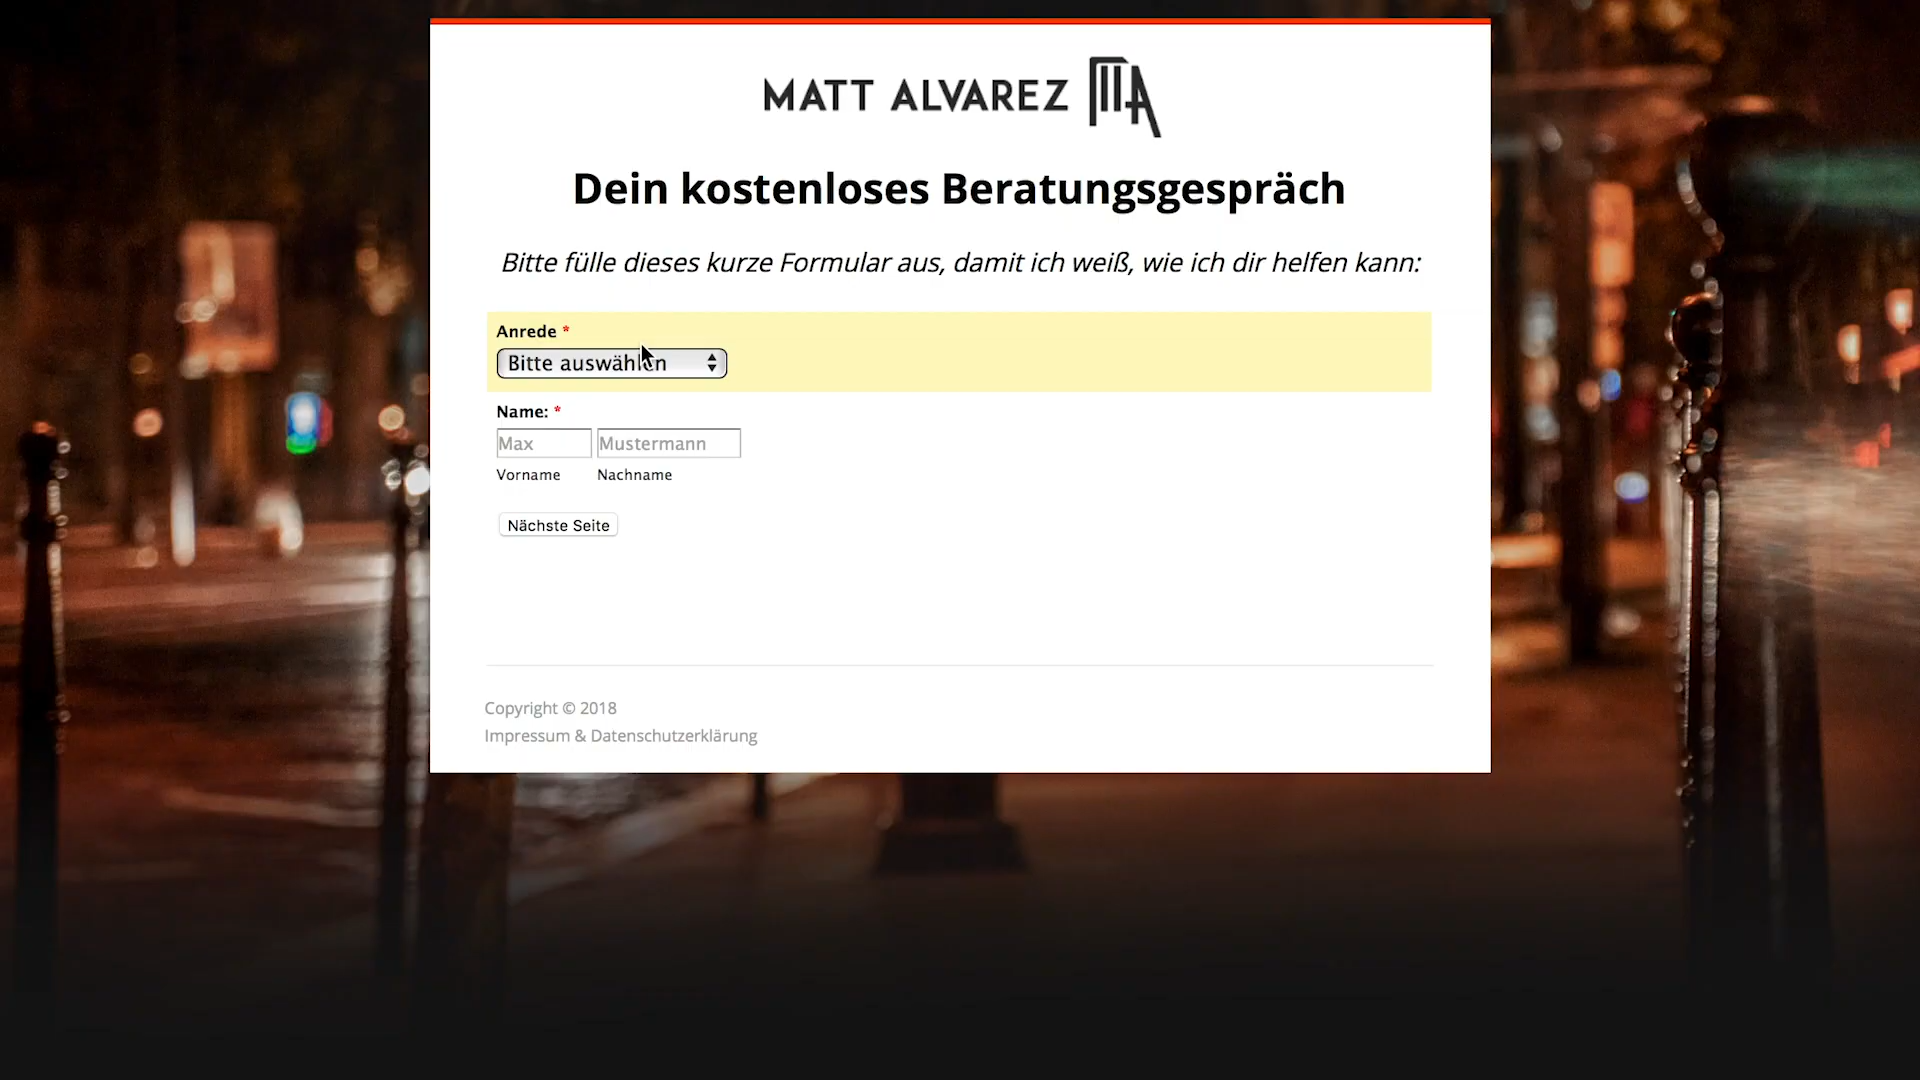 MATT ALVAREZ MA
Dein kostenloses Beratungsgespräch
Bitte fülle dieses kurze Formular aus, damit ich weiß, wie ich dir helfen kann:
Anrede *
Bitte auswählen
Name: *
Max Mustermann
Vorname Nachname
Nächste Seite
Copyright © 2018
Impressum & Datenschutzerklärung